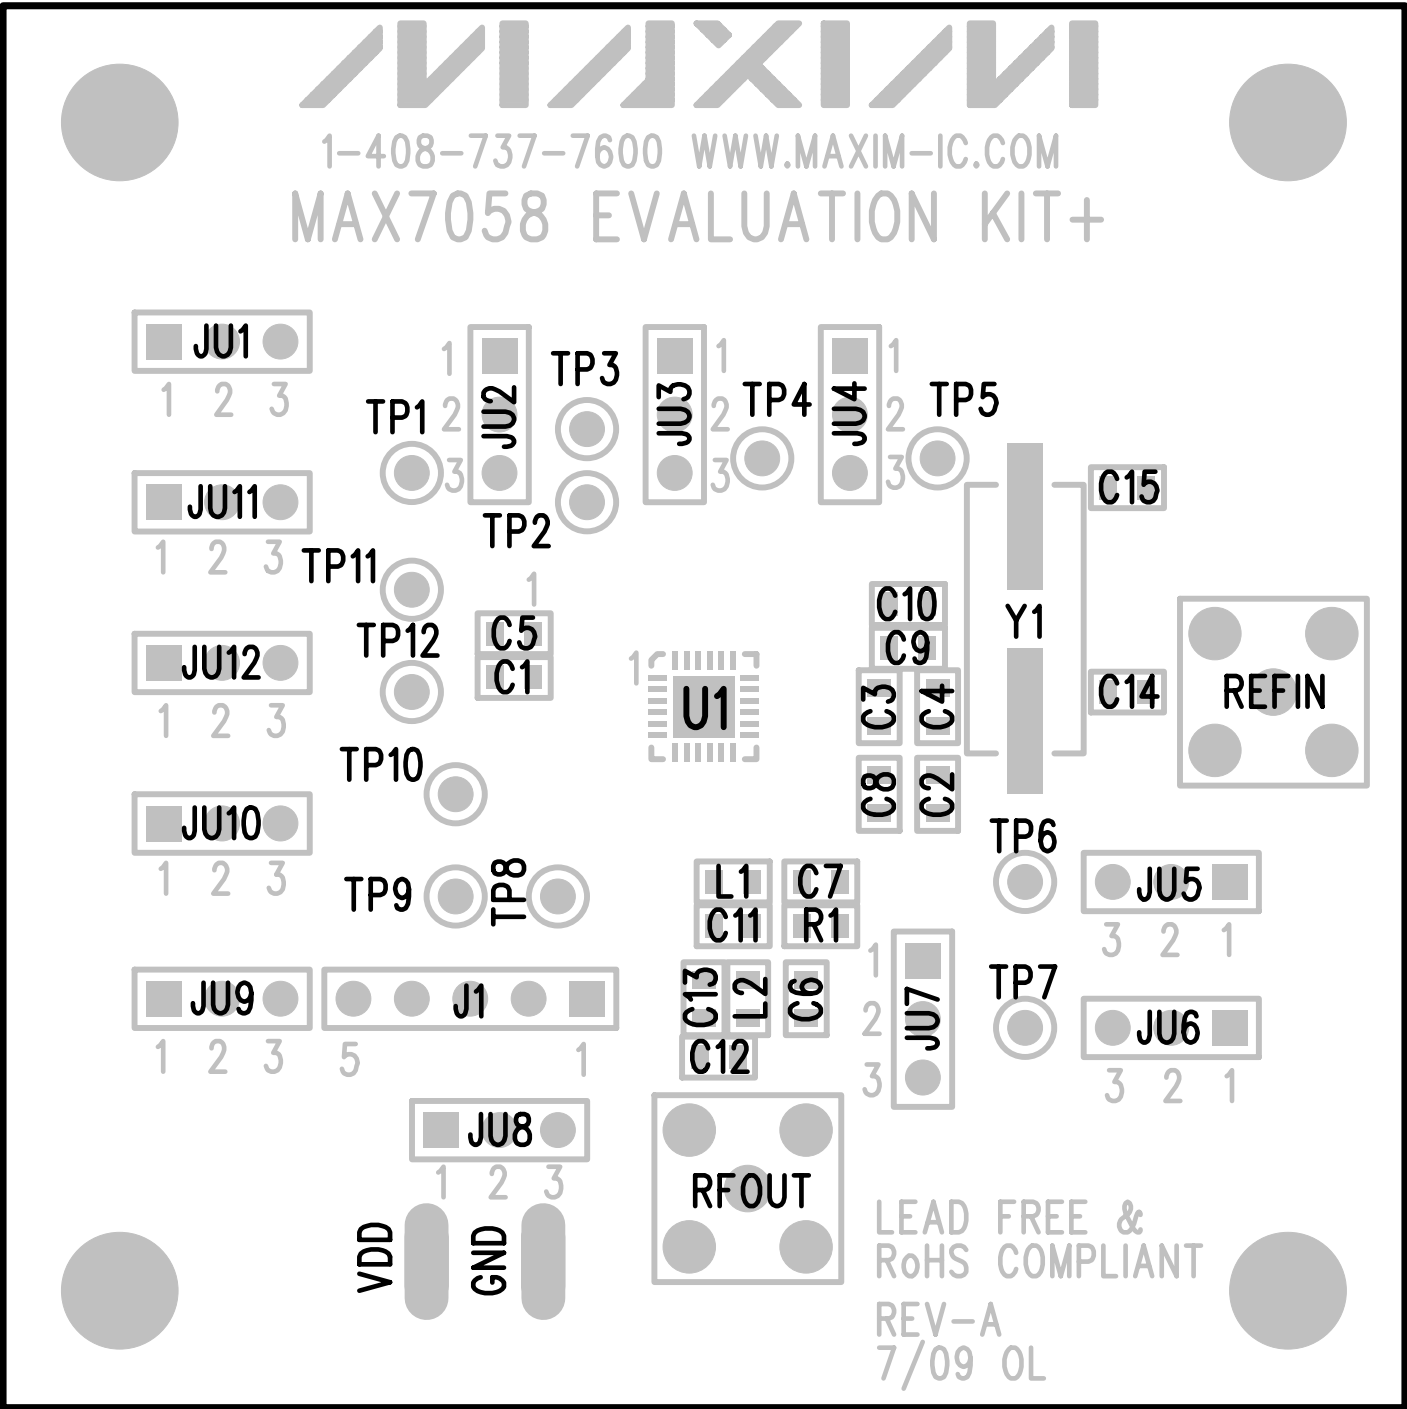 MAXIM
1-408-737-7600 WWW.MAXIM-IC.COM
MAX7058 EVALUATION KIT+
JU1
1 2 3
JU2
1
2
3
TP1
TP3
TP2
JU3
1
2
3
TP4
JU4
1
2
3
TP5
C15
JU11
1 2 3
TP11
TP12
1
C5
C1
C10
C9
Y1
JU12
1 2 3
1
U1
C3
C4
C14
REFIN
TP10
C8
C2
JU10
1 2 3
TP9
TP8
L1
C7
C11
R1
TP6
JU5
3 2 1
JU9
1 2 3
J1
5 1
C13
L2
C6
C12
JU7
1
2
3
TP7
JU6
3 2 1
JU8
1 2 3
VDD
GND
RFOUT
LEAD FREE &
RoHS COMPLIANT
REV-A
7/09 OL